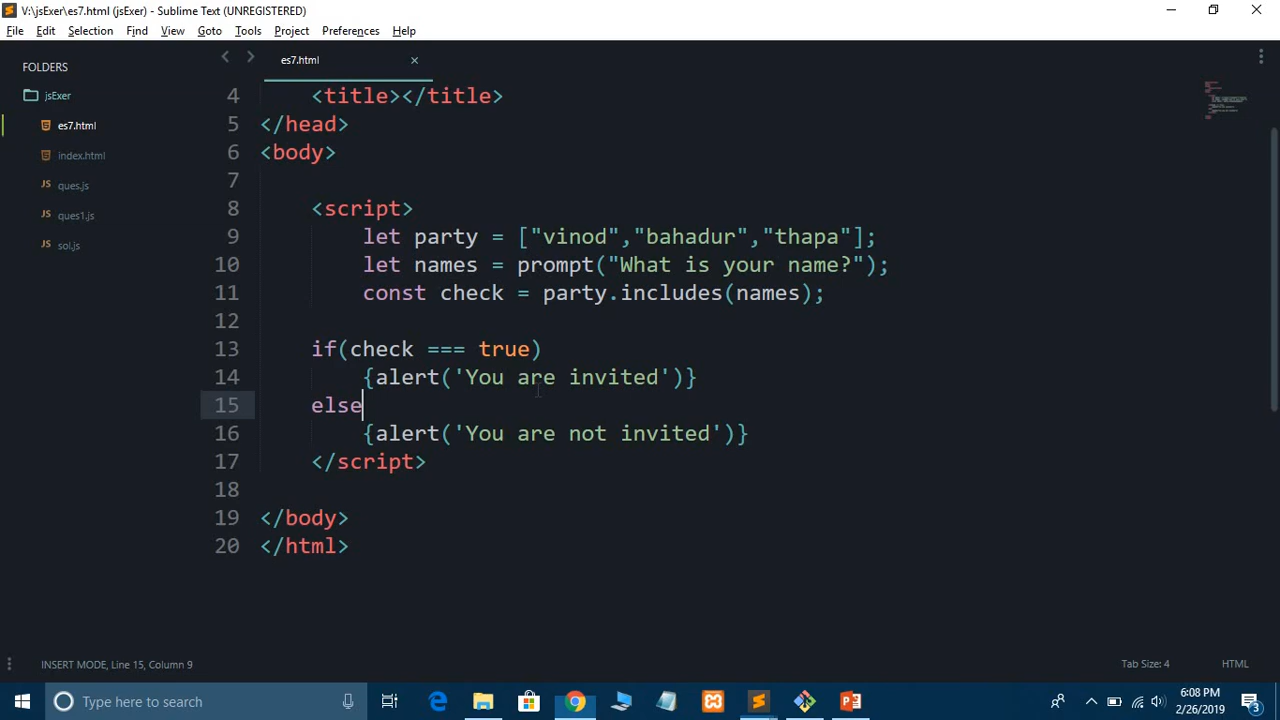 V:\jsExer\es7.html (jsExer) - Sublime Text (UNREGISTERED)
File Edit Selection Find View Goto Tools Project Preferences Help
FOLDERS
jsExer
es7.html
index.html
ques.js
ques1.js
sol.js
es7.html
4 <title></title>
5 </head>
6 <body>
7
8 <script>
9 let party = ["vinod","bahadur","thapa"];
10 let names = prompt("What is your name?");
11 const check = party.includes(names);
12
13 if(check === true)
14 {alert('You are invited')}
15 else
16 {alert('You are not invited')}
17 </script>
18
19 </body>
20 </html>
INSERT MODE, Line 15, Column 9
Tab Size: 4
HTML
Type here to search
6:08 PM
2/26/2019
3